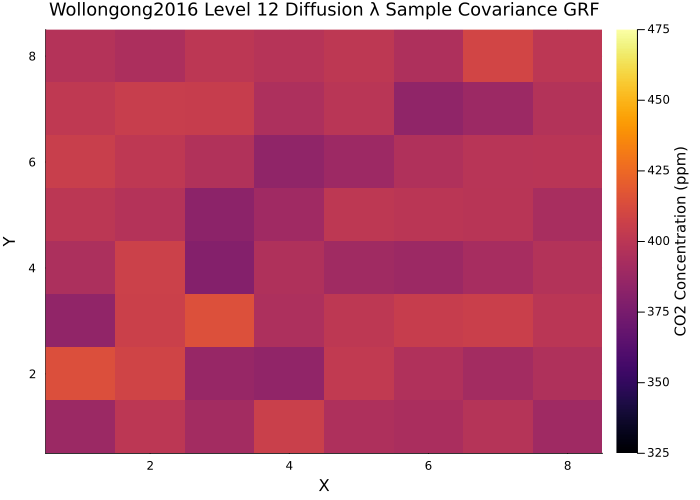 Wollongong2016 Level 12 Diffusion λ Sample Covariance GRF
8
6
4
2
Y
2 4 6 8
X
475
450
425
400
375
350
325
CO2 Concentration (ppm)